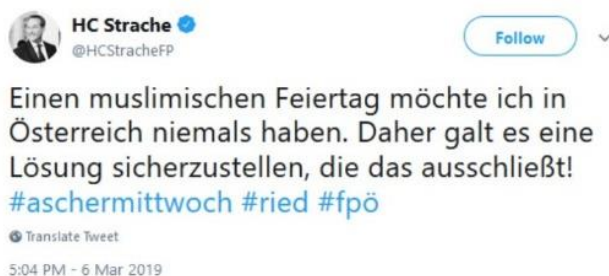 HC Strache
@HCStracheFP
Follow
Einen muslimischen Feiertag möchte ich in
Österreich niemals haben. Daher galt es eine
Lösung sicherzustellen, die das ausschließt!
#aschermittwoch #ried #fpö
Translate Tweet
5:04 PM - 6 Mar 2019